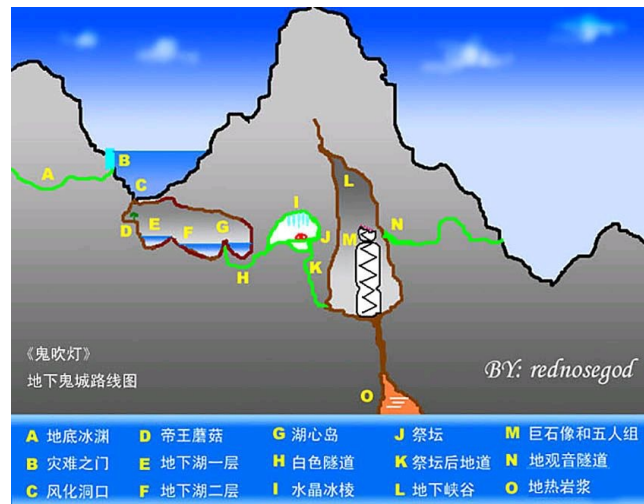 B
A
C
L
I
D
E
F
G
J
M
N
H
K
《鬼吹灯》
地下鬼城路线图
BY: rednosegod
O
A 地底冰渊 D 帝王蘑菇 G 湖心岛 J 祭坛 M 巨石像和五人组
B 灾难之门 E 地下湖一层 H 白色隧道 K 祭坛后地道 N 地观音隧道
C 风化洞口 F 地下湖二层 I 水晶冰棱 L 地下峡谷 O 地热岩浆